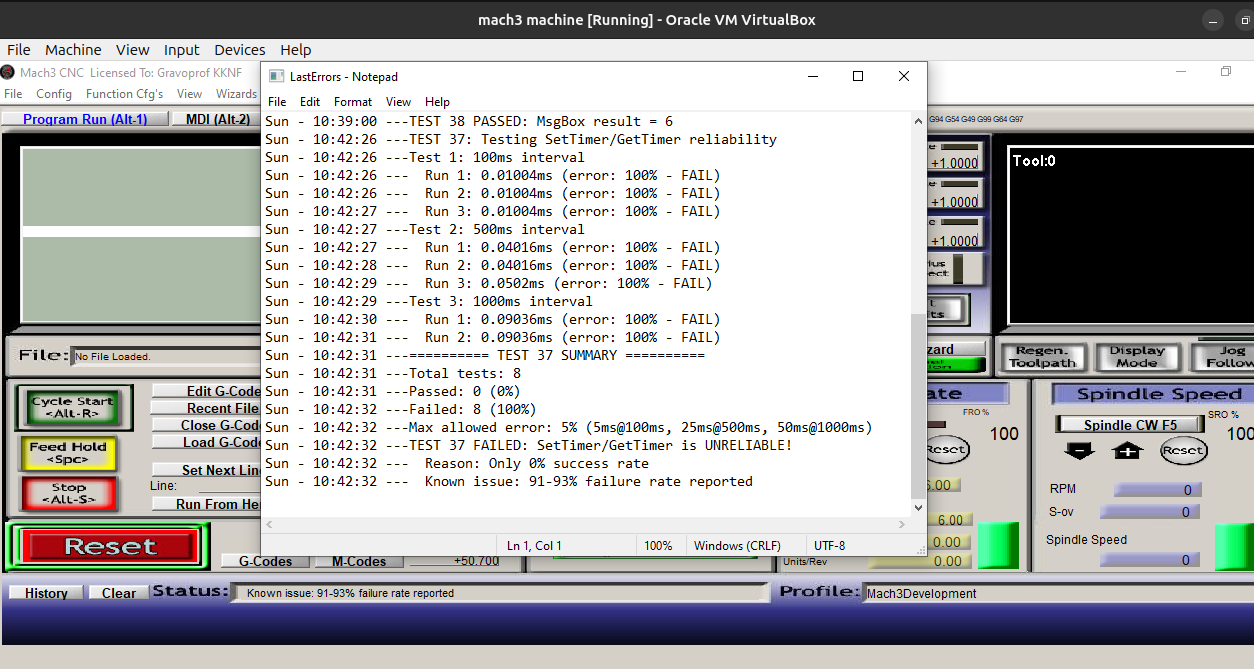 mach3 machine [Running] - Oracle VM VirtualBox
File Machine View Input Devices Help
Mach3 CNC Licensed To: Gravoprof KKNF
File Config Function Cfg's View Wizards
Program Run (Alt-1) MDI (Alt-2)
G94 G54 G49 G99 G64 G97
LastErrors - Notepad
File Edit Format View Help
Sun - 10:39:00 ---TEST 38 PASSED: MsgBox result = 6
Sun - 10:42:26 ---TEST 37: Testing SetTimer/GetTimer reliability
Sun - 10:42:26 ---Test 1: 100ms interval
Sun - 10:42:26 ---  Run 1: 0.01004ms (error: 100% - FAIL)
Sun - 10:42:26 ---  Run 2: 0.01004ms (error: 100% - FAIL)
Sun - 10:42:27 ---  Run 3: 0.01004ms (error: 100% - FAIL)
Sun - 10:42:27 ---Test 2: 500ms interval
Sun - 10:42:27 ---  Run 1: 0.04016ms (error: 100% - FAIL)
Sun - 10:42:28 ---  Run 2: 0.04016ms (error: 100% - FAIL)
Sun - 10:42:29 ---  Run 3: 0.0502ms (error: 100% - FAIL)
Sun - 10:42:29 ---Test 3: 1000ms interval
Sun - 10:42:30 ---  Run 1: 0.09036ms (error: 100% - FAIL)
Sun - 10:42:31 ---  Run 2: 0.09036ms (error: 100% - FAIL)
Sun - 10:42:31 ---========== TEST 37 SUMMARY ==========
Sun - 10:42:31 ---Total tests: 8
Sun - 10:42:31 ---Passed: 0 (0%)
Sun - 10:42:32 ---Failed: 8 (100%)
Sun - 10:42:32 ---Max allowed error: 5% (5ms@100ms, 25ms@500ms, 50ms@1000ms)
Sun - 10:42:32 ---TEST 37 FAILED: SetTimer/GetTimer is UNRELIABLE!
Sun - 10:42:32 ---  Reason: Only 0% success rate
Sun - 10:42:32 ---  Known issue: 91-93% failure rate reported
Ln 1, Col 1 100% Windows (CRLF) UTF-8
+1.0000
+1.0000
+1.0000
Tool:0
File: No File Loaded.
Regen. Toolpath
Display Mode
Jog Follow
Cycle Start <Alt-R>
Feed Hold <Spc>
Stop <Alt-S>
Reset
Edit G-Code
Recent File
Close G-Cod
Load G-Code
Set Next Line
Line:
Run From He
G-Codes M-Codes +50.700
FRO %
100
Reset
6.00
6.00
0.00
Units/Rev 0.00
Spindle Speed
SRO %
Spindle CW F5
100
Reset
RPM 0
S-ov 0
Spindle Speed
0
History Clear Status: Known issue: 91-93% failure rate reported Profile: Mach3Development